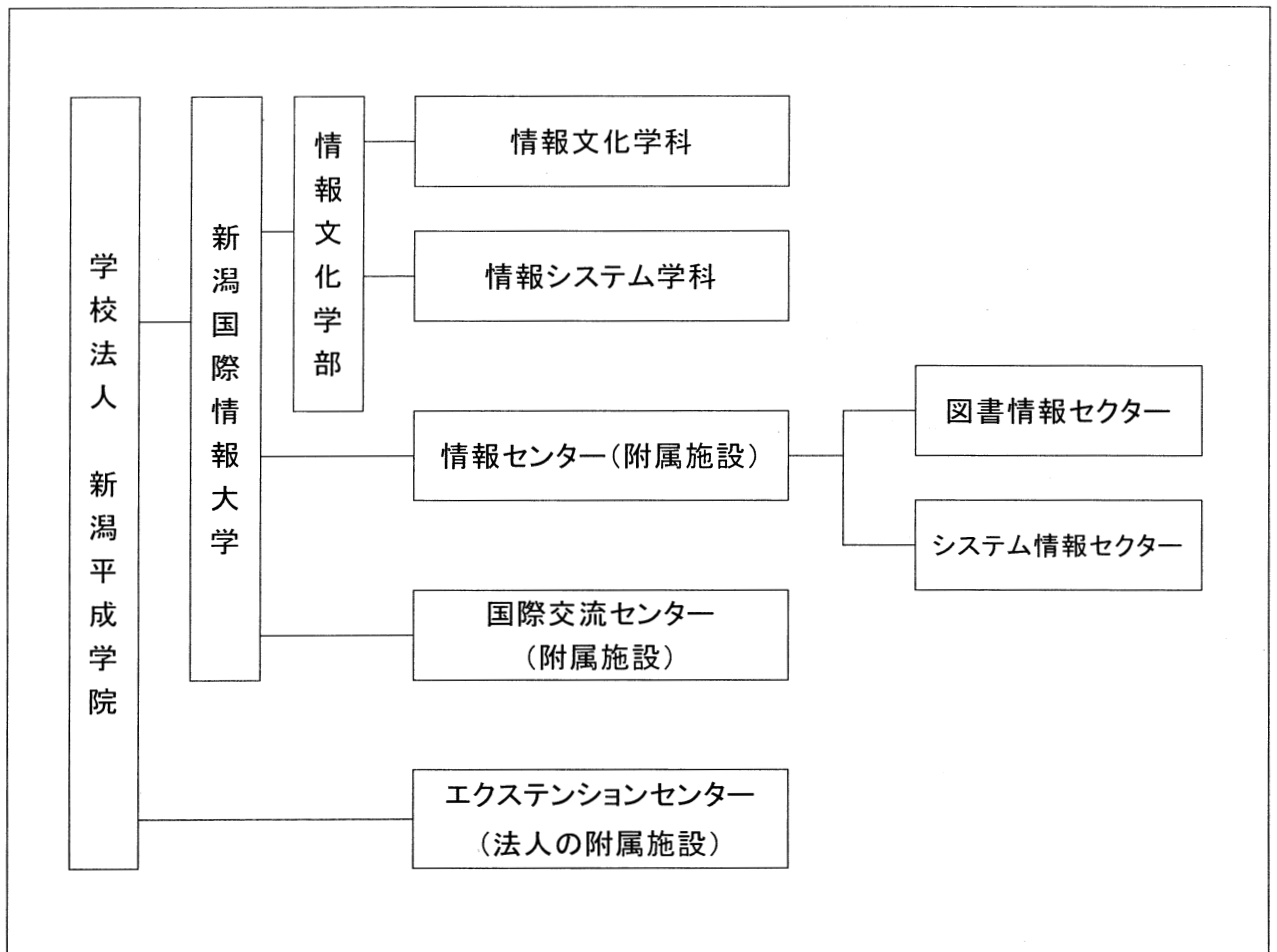 学校法人 新潟平成学院
新潟国際情報大学
情報文化学部
情報文化学科
情報システム学科
情報センター(附属施設)
図書情報セクター
システム情報セクター
国際交流センター
(附属施設)
エクステンションセンター
(法人の附属施設)